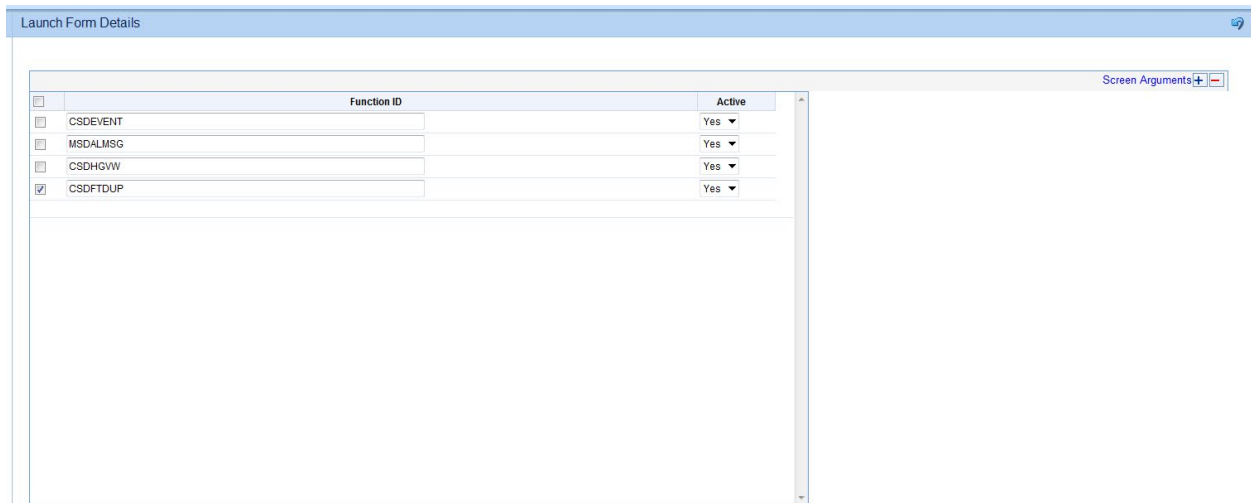 Launch Form Details
Screen Arguments
Function ID Active
CSDEVENT Yes
MSDALMSG Yes
CSDHGVW Yes
CSDFTDUP Yes